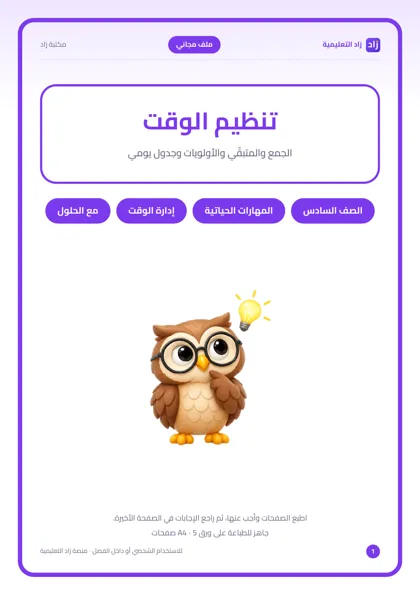 زاد زاد التعليمية
ملف مجاني
مكتبة زاد
تنظيم الوقت
الجمع والمتبقّي والأولويات وجدول يومي
الصف السادس
المهارات الحياتية
إدارة الوقت
مع الحلول
اطبع الصفحات وأجب عنها، ثم راجع الإجابات في الصفحة الأخيرة.
جاهز للطباعة على ورق A4 · 5 صفحات
1
للاستخدام الشخصي أو داخل الفصل · منصة زاد التعليمية